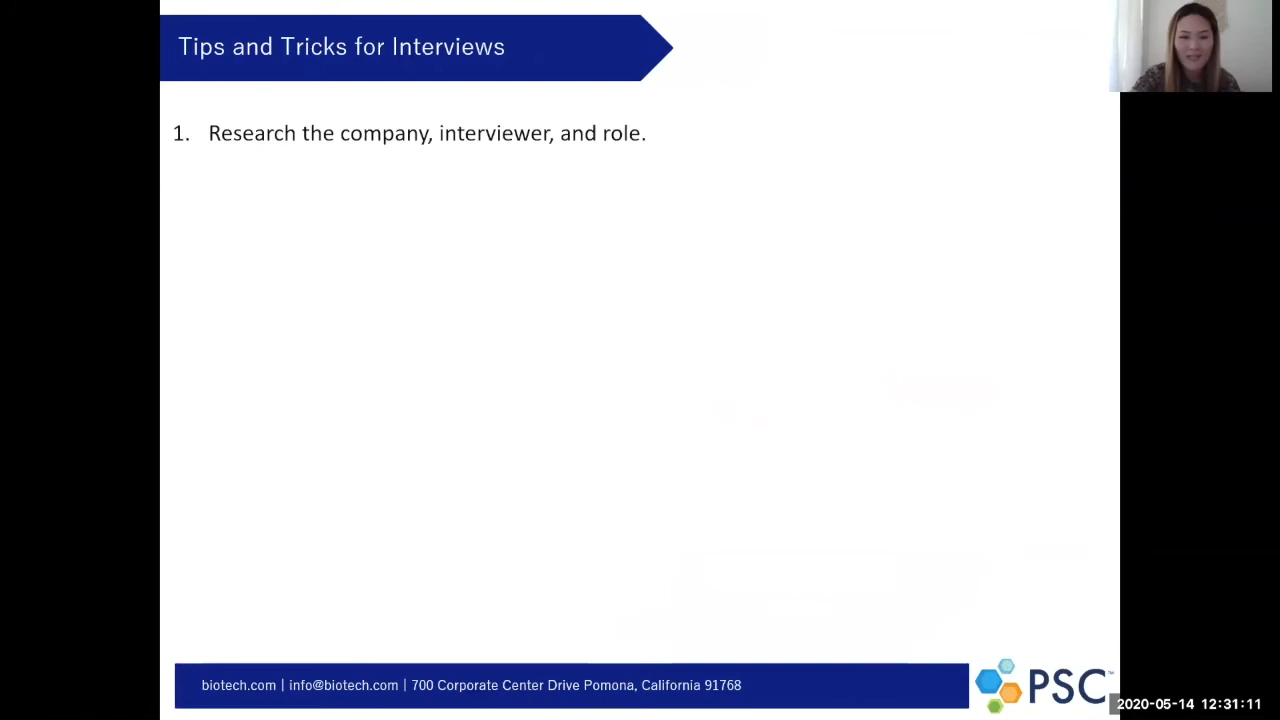 Tips and Tricks for Interviews
1. Research the company, interviewer, and role.
biotech.com | info@biotech.com | 700 Corporate Center Drive Pomona, California 91768
PSC™
2020-05-14 12:31:11